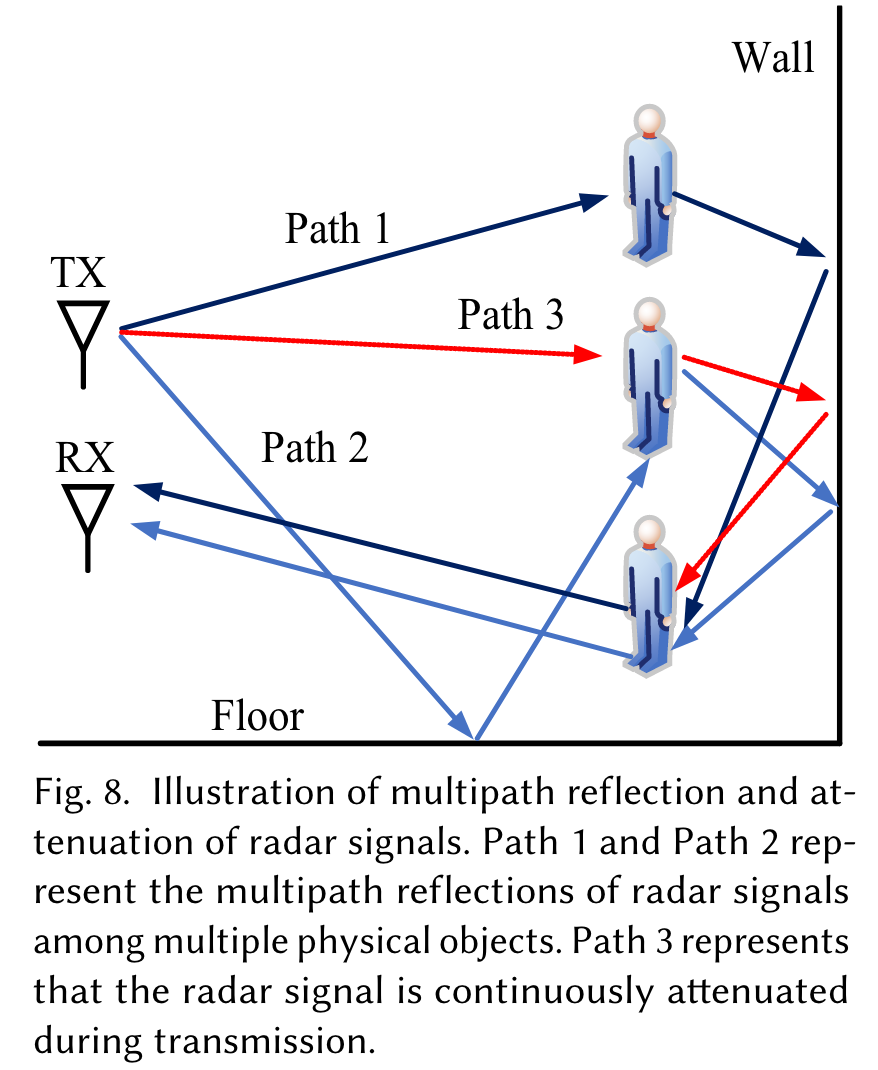 Wall
Path 1
TX
Path 3
Path 2
RX
Floor
Fig. 8. Illustration of multipath reflection and at-
tenuation of radar signals. Path 1 and Path 2 rep-
resent the multipath reflections of radar signals
among multiple physical objects. Path 3 represents
that the radar signal is continuously attenuated
during transmission.